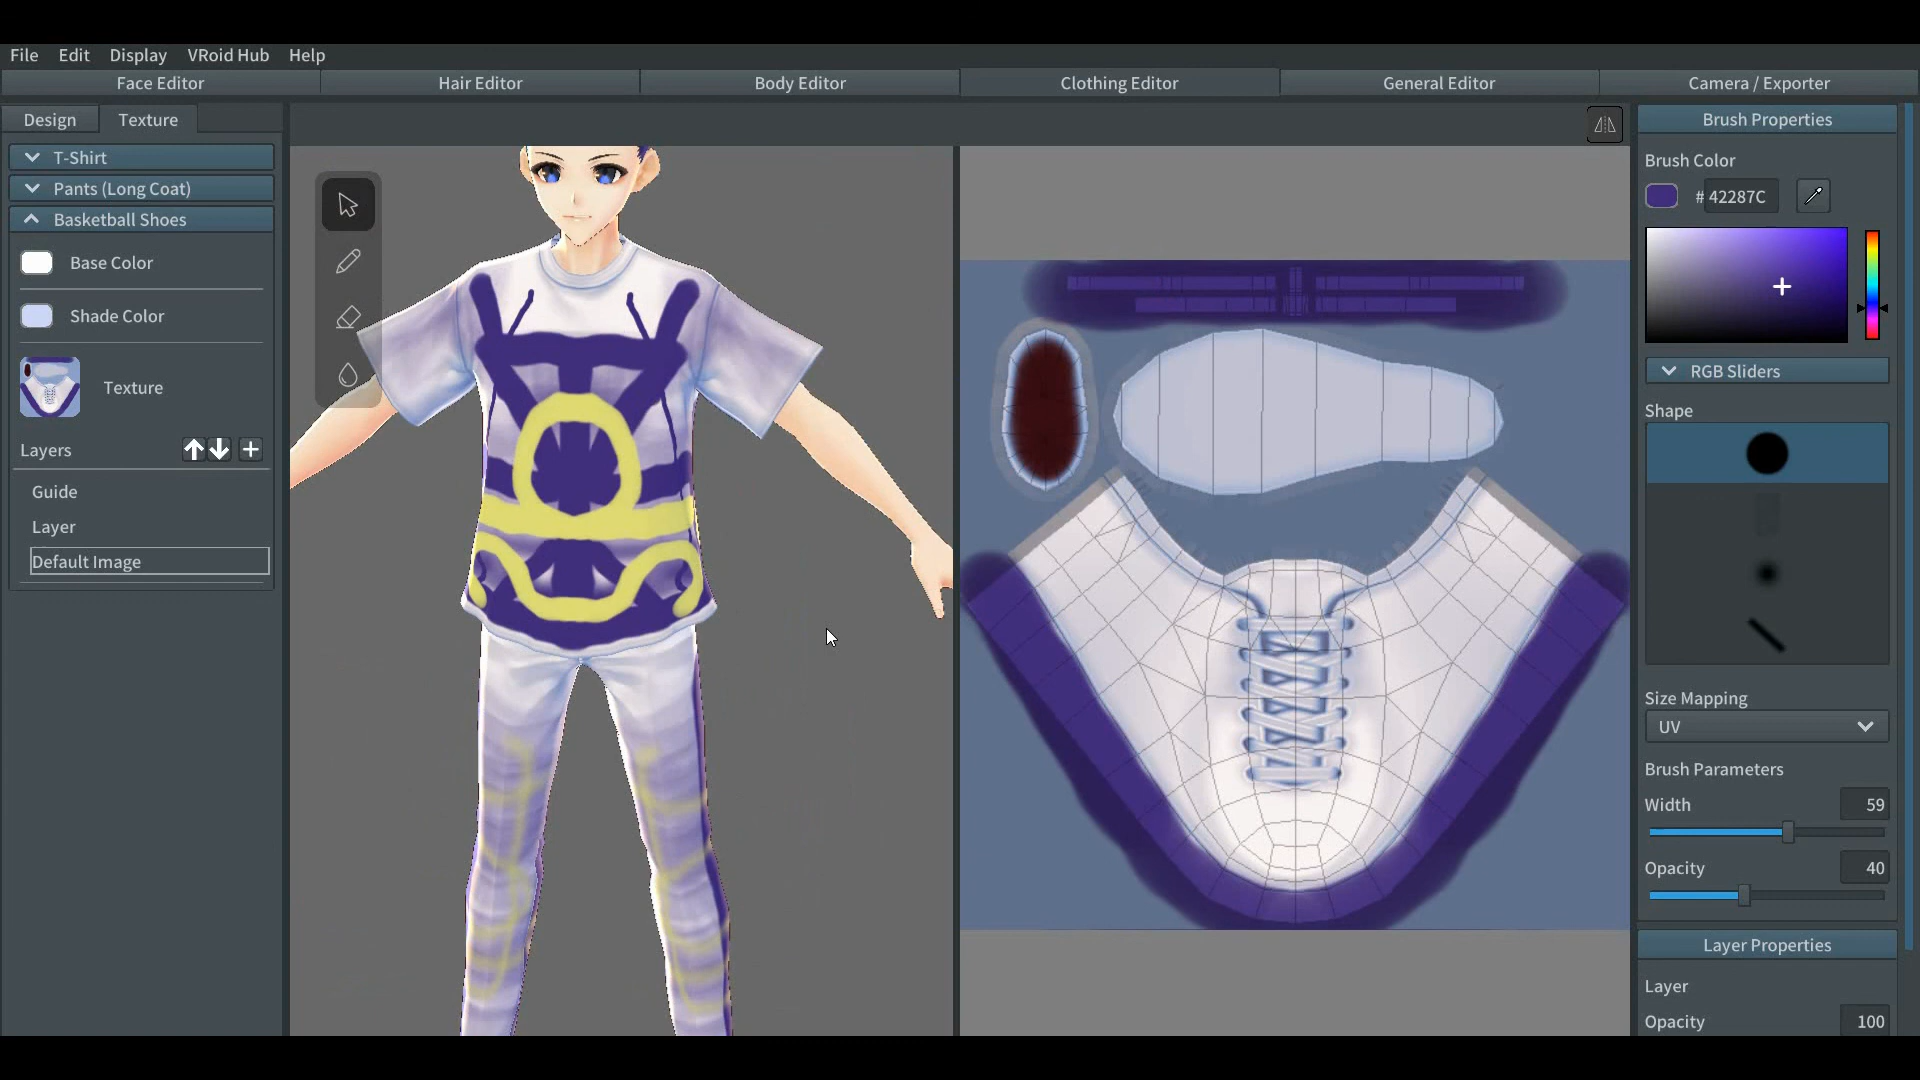 File Edit Display VRoid Hub Help
Face Editor Hair Editor Body Editor Clothing Editor General Editor Camera / Exporter
Design Texture
T-Shirt
Pants (Long Coat)
Basketball Shoes
Base Color
Shade Color
Texture
Layers
Guide
Layer
Default Image
Brush Properties
Brush Color
# 42287C
RGB Sliders
Shape
Size Mapping
UV
Brush Parameters
Width 59
Opacity 40
Layer Properties
Layer
Opacity 100